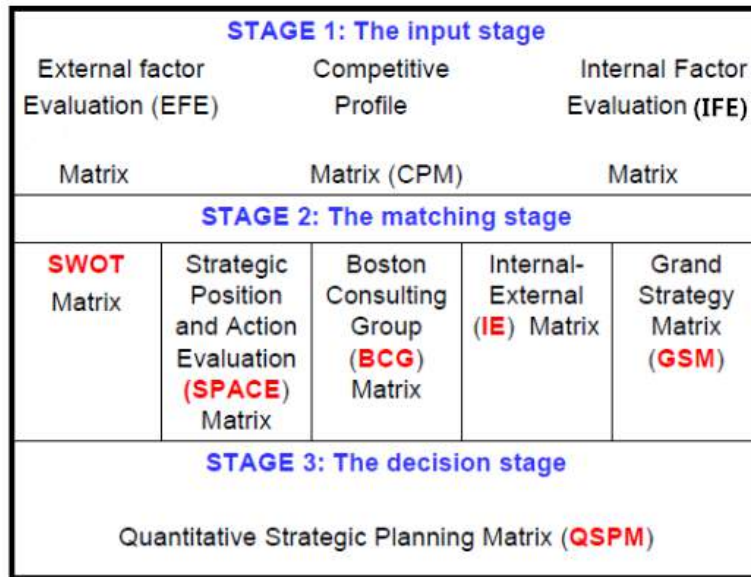 STAGE 1: The input stage
External factor
Evaluation (EFE)
Matrix
Competitive
Profile
Matrix (CPM)
Internal Factor
Evaluation (IFE)
Matrix
STAGE 2: The matching stage
SWOT
Matrix
Strategic
Position
and Action
Evaluation
(SPACE)
Matrix
Boston
Consulting
Group
(BCG)
Matrix
Internal-
External
(IE) Matrix
Grand
Strategy
Matrix
(GSM)
STAGE 3: The decision stage
Quantitative Strategic Planning Matrix (QSPM)